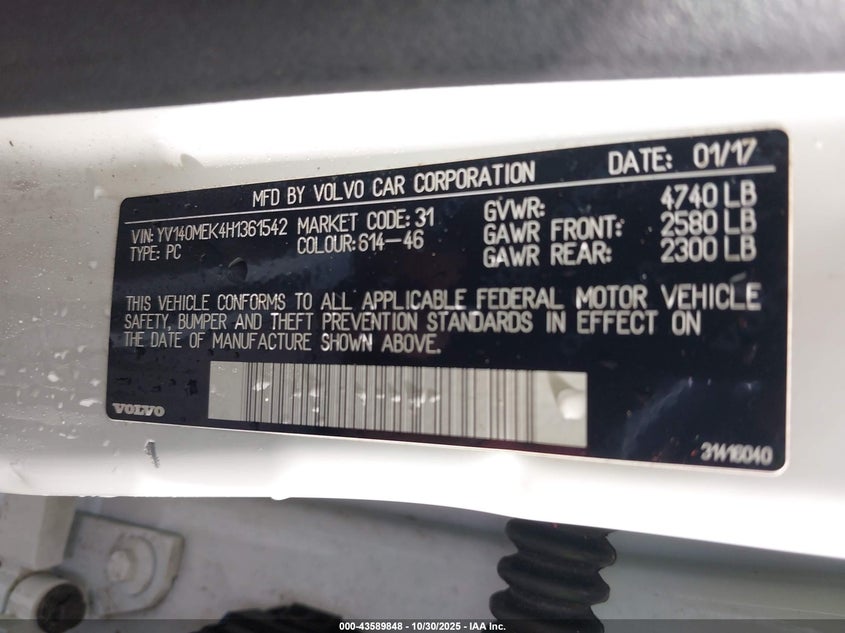 MFD BY VOLVO CAR CORPORATION DATE: 01/17
VIN: YV140MEK4H1361542 MARKET CODE: 31 GVWR: 4740 LB
TYPE: PC COLOUR: 614-46 GAWR FRONT: 2580 LB
GAWR REAR: 2300 LB
THIS VEHICLE CONFORMS TO ALL APPLICABLE FEDERAL MOTOR VEHICLE
SAFETY, BUMPER AND THEFT PREVENTION STANDARDS IN EFFECT ON
THE DATE OF MANUFACTURE SHOWN ABOVE.
VOLVO
31416040
000-43589848 - 10/30/2025 - IAA Inc.